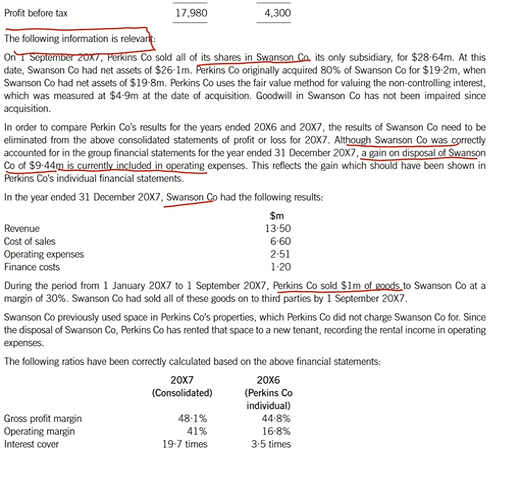 Profit before tax 17,980 4,300
The following information is relevant:
On 1 September 20X7, Perkins Co sold all of its shares in Swanson Co, its only subsidiary, for $28·64m. At this
date, Swanson Co had net assets of $26·1m. Perkins Co originally acquired 80% of Swanson Co for $19·2m, when
Swanson Co had net assets of $19·8m. Perkins Co uses the fair value method for valuing the non-controlling interest,
which was measured at $4·9m at the date of acquisition. Goodwill in Swanson Co has not been impaired since
acquisition.
In order to compare Perkin Co's results for the years ended 20X6 and 20X7, the results of Swanson Co need to be
eliminated from the above consolidated statements of profit or loss for 20X7. Although Swanson Co was correctly
accounted for in the group financial statements for the year ended 31 December 20X7, a gain on disposal of Swanson
Co of $9·44m is currently included in operating expenses. This reflects the gain which should have been shown in
Perkins Co's individual financial statements.
In the year ended 31 December 20X7, Swanson Co had the following results:
$m
Revenue 13·50
Cost of sales 6·60
Operating expenses 2·51
Finance costs 1·20
During the period from 1 January 20X7 to 1 September 20X7, Perkins Co sold $1m of goods to Swanson Co at a
margin of 30%. Swanson Co had sold all of these goods on to third parties by 1 September 20X7.
Swanson Co previously used space in Perkins Co's properties, which Perkins Co did not charge Swanson Co for. Since
the disposal of Swanson Co, Perkins Co has rented that space to a new tenant, recording the rental income in operating
expenses.
The following ratios have been correctly calculated based on the above financial statements:
20X7 20X6
(Consolidated) (Perkins Co
individual)
Gross profit margin 48·1% 44·8%
Operating margin 41% 16·8%
Interest cover 19·7 times 3·5 times